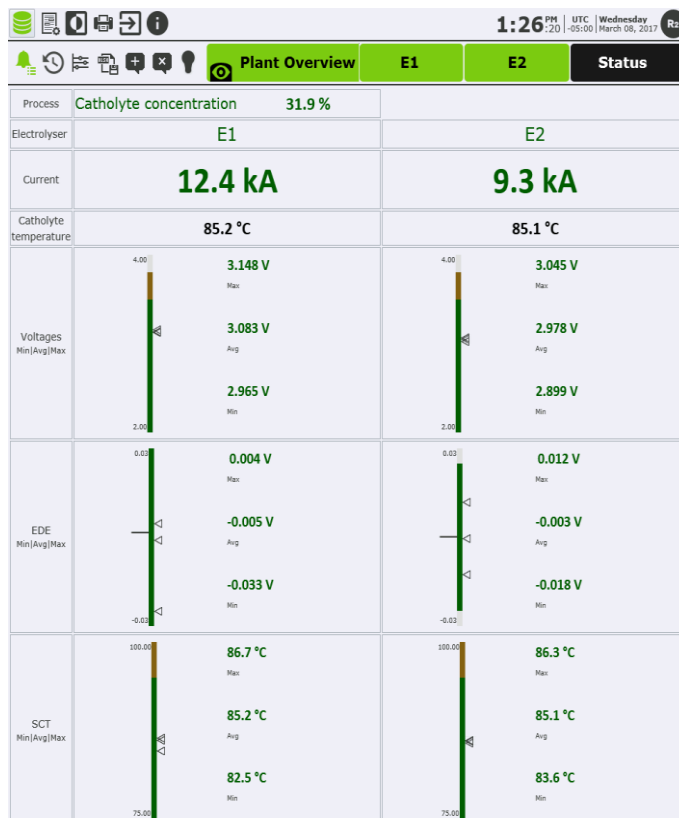 1:26 PM :20 UTC -05:00 Wednesday March 08, 2017 R2
Plant Overview E1 E2 Status
Process Catholyte concentration 31.9 %
Electrolyser E1 E2
Current 12.4 kA 9.3 kA
Catholyte temperature 85.2 °C 85.1 °C
Voltages
Min|Avg|Max
4.00
3.148 V
Max
3.083 V
Avg
2.965 V
Min
2.00
4.00
3.045 V
Max
2.978 V
Avg
2.899 V
Min
2.00
EDE
Min|Avg|Max
0.03
0.004 V
Max
-0.005 V
Avg
-0.033 V
Min
-0.03
0.03
0.012 V
Max
-0.003 V
Avg
-0.018 V
Min
-0.03
SCT
Min|Avg|Max
100.00
86.7 °C
Max
85.2 °C
Avg
82.5 °C
Min
75.00
100.00
86.3 °C
Max
85.1 °C
Avg
83.6 °C
Min
75.00